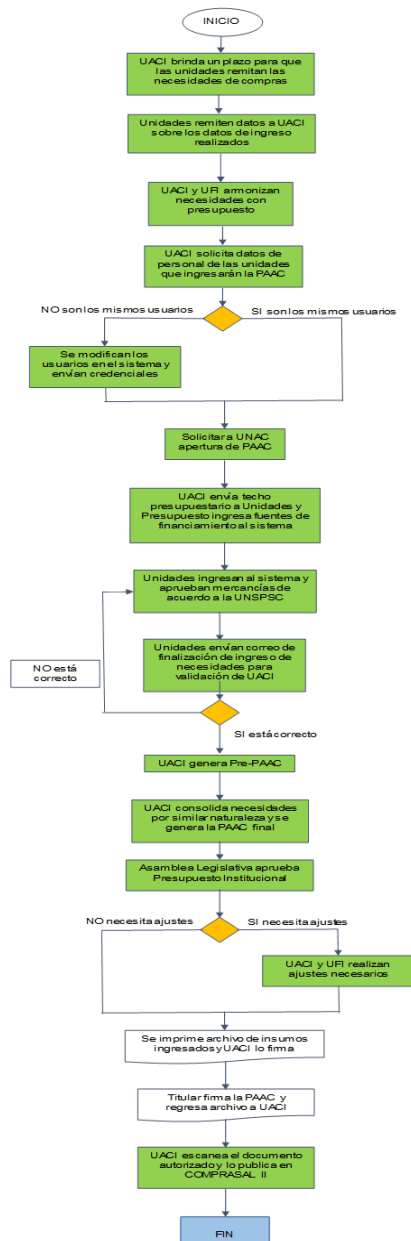 INICIO
UACI brinda un plazo para que
las unidades remitan las
necesidades de compras
Unidades remiten datos a UACI
sobre los datos de ingreso
realizados
UACI y UFI armonizan
necesidades con
presupuesto
UACI solicita datos de
personal de las unidades
que ingresarán la PAAC
NO son los mismos usuarios
SI son los mismos usuarios
Se modifican los
usuarios en el sistema y
envían credenciales
Solicitar a UNAC
apertura de PAAC
UACI envía techo
presupuestario a Unidades y
Presupuesto ingresa fuentes de
financiamiento al sistema
Unidades ingresan al sistema y
aprueban mercancías de
acuerdo a la UNSPSC
Unidades envían correo de
finalización de ingreso de
necesidades para
validación de UACI
NO está
correcto
SI está correcto
UACI genera Pre-PAAC
UACI consolida necesidades
por similar naturaleza y se
genera la PAAC final
Asamblea Legislativa aprueba
Presupuesto Institucional
NO necesita ajustes
SI necesita ajustes
UACI y UFI realizan
ajustes necesarios
Se imprime archivo de insumos
ingresados y UACI lo firma
Titular firma la PAAC y
regresa archivo a UACI
UACI escanea el documento
autorizado y lo publica en
COMPRASAL II
FIN